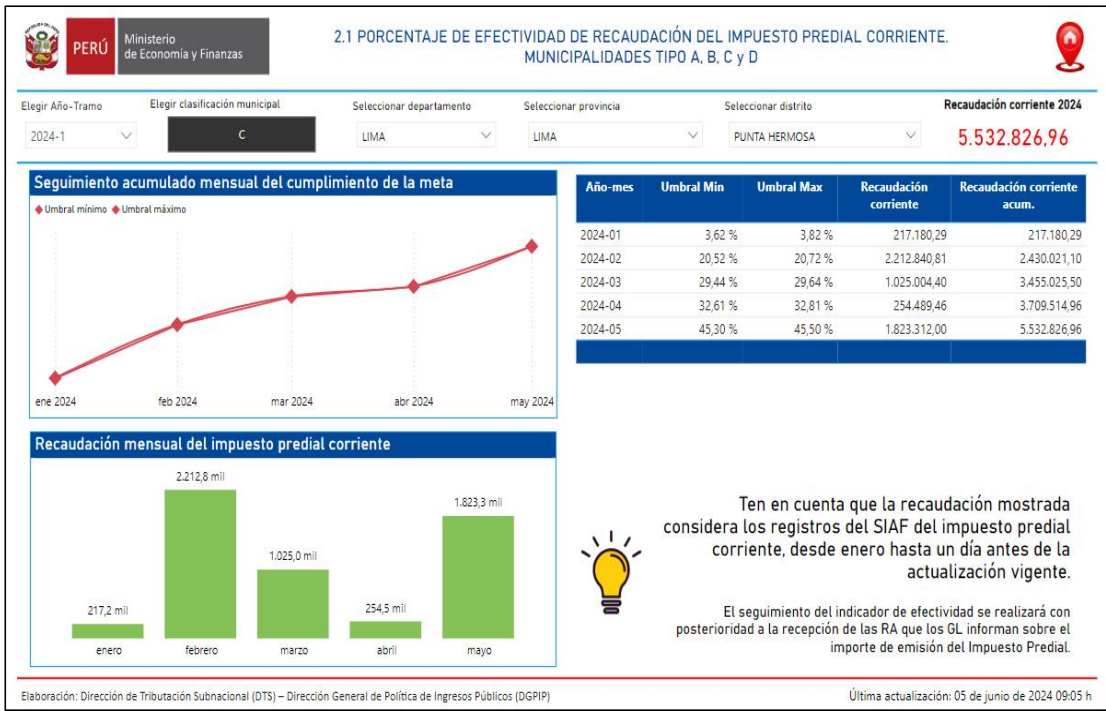 PERÚ
Ministerio
de Economía y Finanzas
2.1 PORCENTAJE DE EFECTIVIDAD DE RECAUDACIÓN DEL IMPUESTO PREDIAL CORRIENTE.
MUNICIPALIDADES TIPO A, B, C y D
Elegir Año-Tramo
2024-1
Elegir clasificación municipal
C
Seleccionar departamento
LIMA
Seleccionar provincia
LIMA
Seleccionar distrito
PUNTA HERMOSA
Recaudación corriente 2024
5.532.826,96
Seguimiento acumulado mensual del cumplimiento de la meta
Umbral mínimo Umbral máximo
ene 2024 feb 2024 mar 2024 abr 2024 may 2024
Año-mes Umbral Min Umbral Max Recaudación corriente Recaudación corriente acum.
2024-01 3,62 % 3,82 % 217.180,29 217.180,29
2024-02 20,52 % 20,72 % 2.212.840,81 2.430.021,10
2024-03 29,44 % 29,64 % 1.025.004,40 3.455.025,50
2024-04 32,61 % 32,81 % 254.489,46 3.709.514,96
2024-05 45,30 % 45,50 % 1.823.312,00 5.532.826,96
Recaudación mensual del impuesto predial corriente
217,2 mil 2.212,8 mil 1.025,0 mil 254,5 mil 1.823,3 mil
enero febrero marzo abril mayo
Ten en cuenta que la recaudación mostrada
considera los registros del SIAF del impuesto predial
corriente, desde enero hasta un día antes de la
actualización vigente.
El seguimiento del indicador de efectividad se realizará con
posterioridad a la recepción de las RA que los GL informan sobre el
importe de emisión del Impuesto Predial.
Elaboración: Dirección de Tributación Subnacional (DTS) – Dirección General de Política de Ingresos Públicos (DGPIP)
Última actualización: 05 de junio de 2024 09:05 h